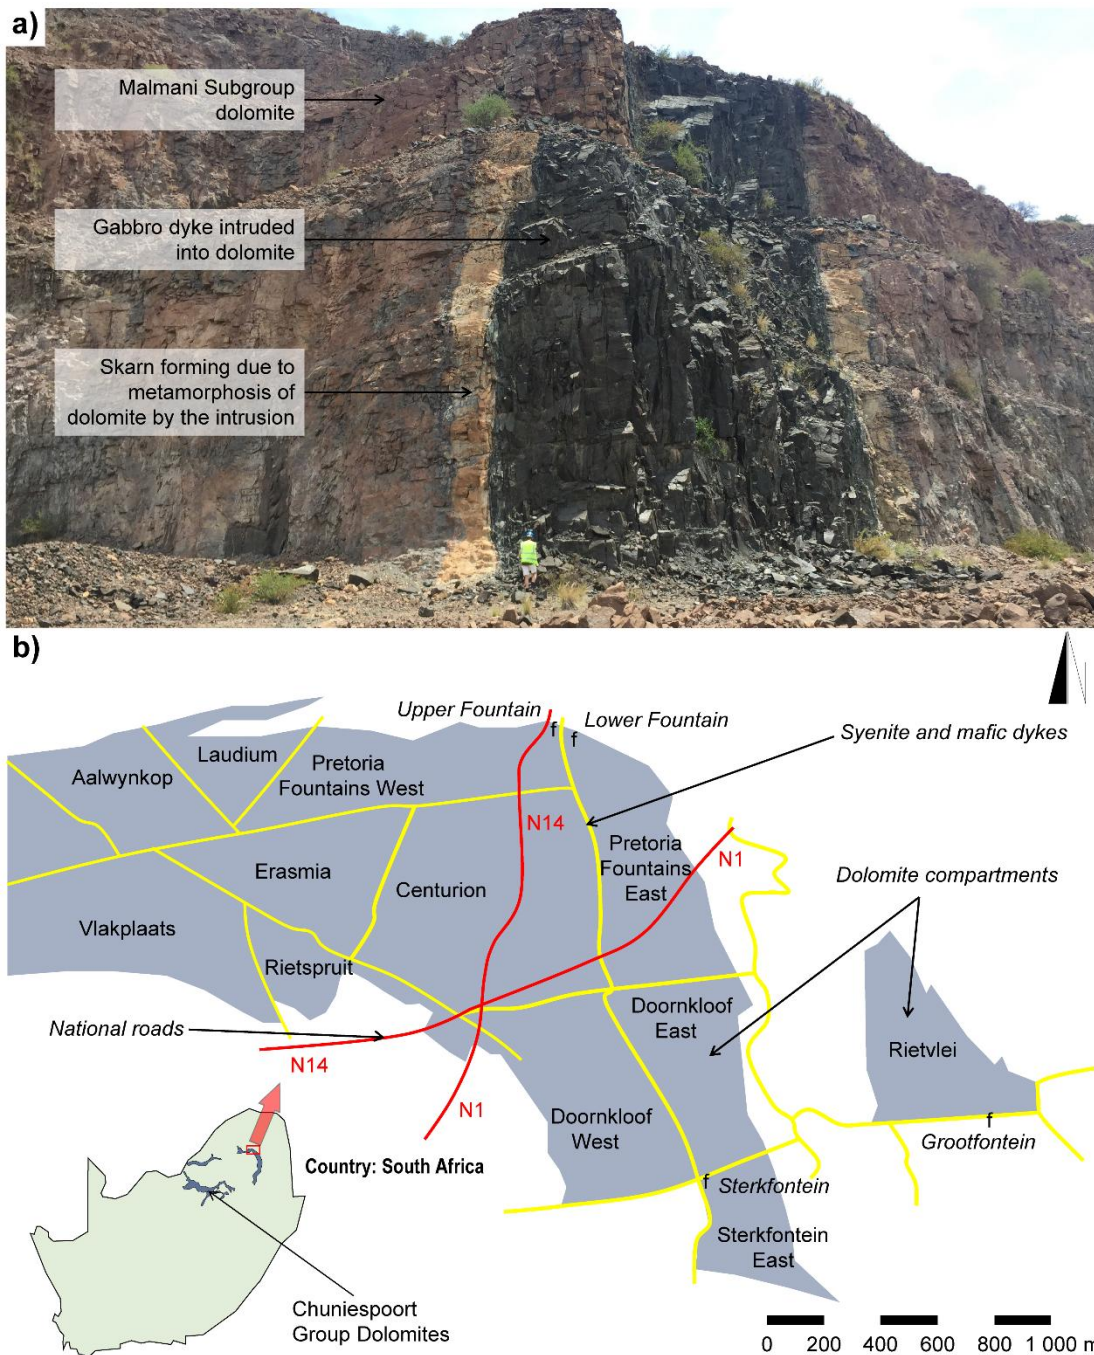 a)
Malmani Subgroup
dolomite
Gabbro dyke intruded
into dolomite
Skarn forming due to
metamorphosis of
dolomite by the intrusion
b)
Upper Fountain
f
f
Lower Fountain
Syenite and mafic dykes
Laudium
Aalwynkop
Pretoria
Fountains West
N14
Pretoria
Fountains
East
N1
Erasmia
Centurion
Dolomite compartments
Vlakplaats
Rietspruit
Doornkloof
East
National roads
N14
N1
Rietvlei
Doornkloof
West
f
Grootfontein
Country: South Africa
f
Sterkfontein
Sterkfontein
East
Chuniespoort
Group Dolomites
0 200 400 600 800 1 000 m